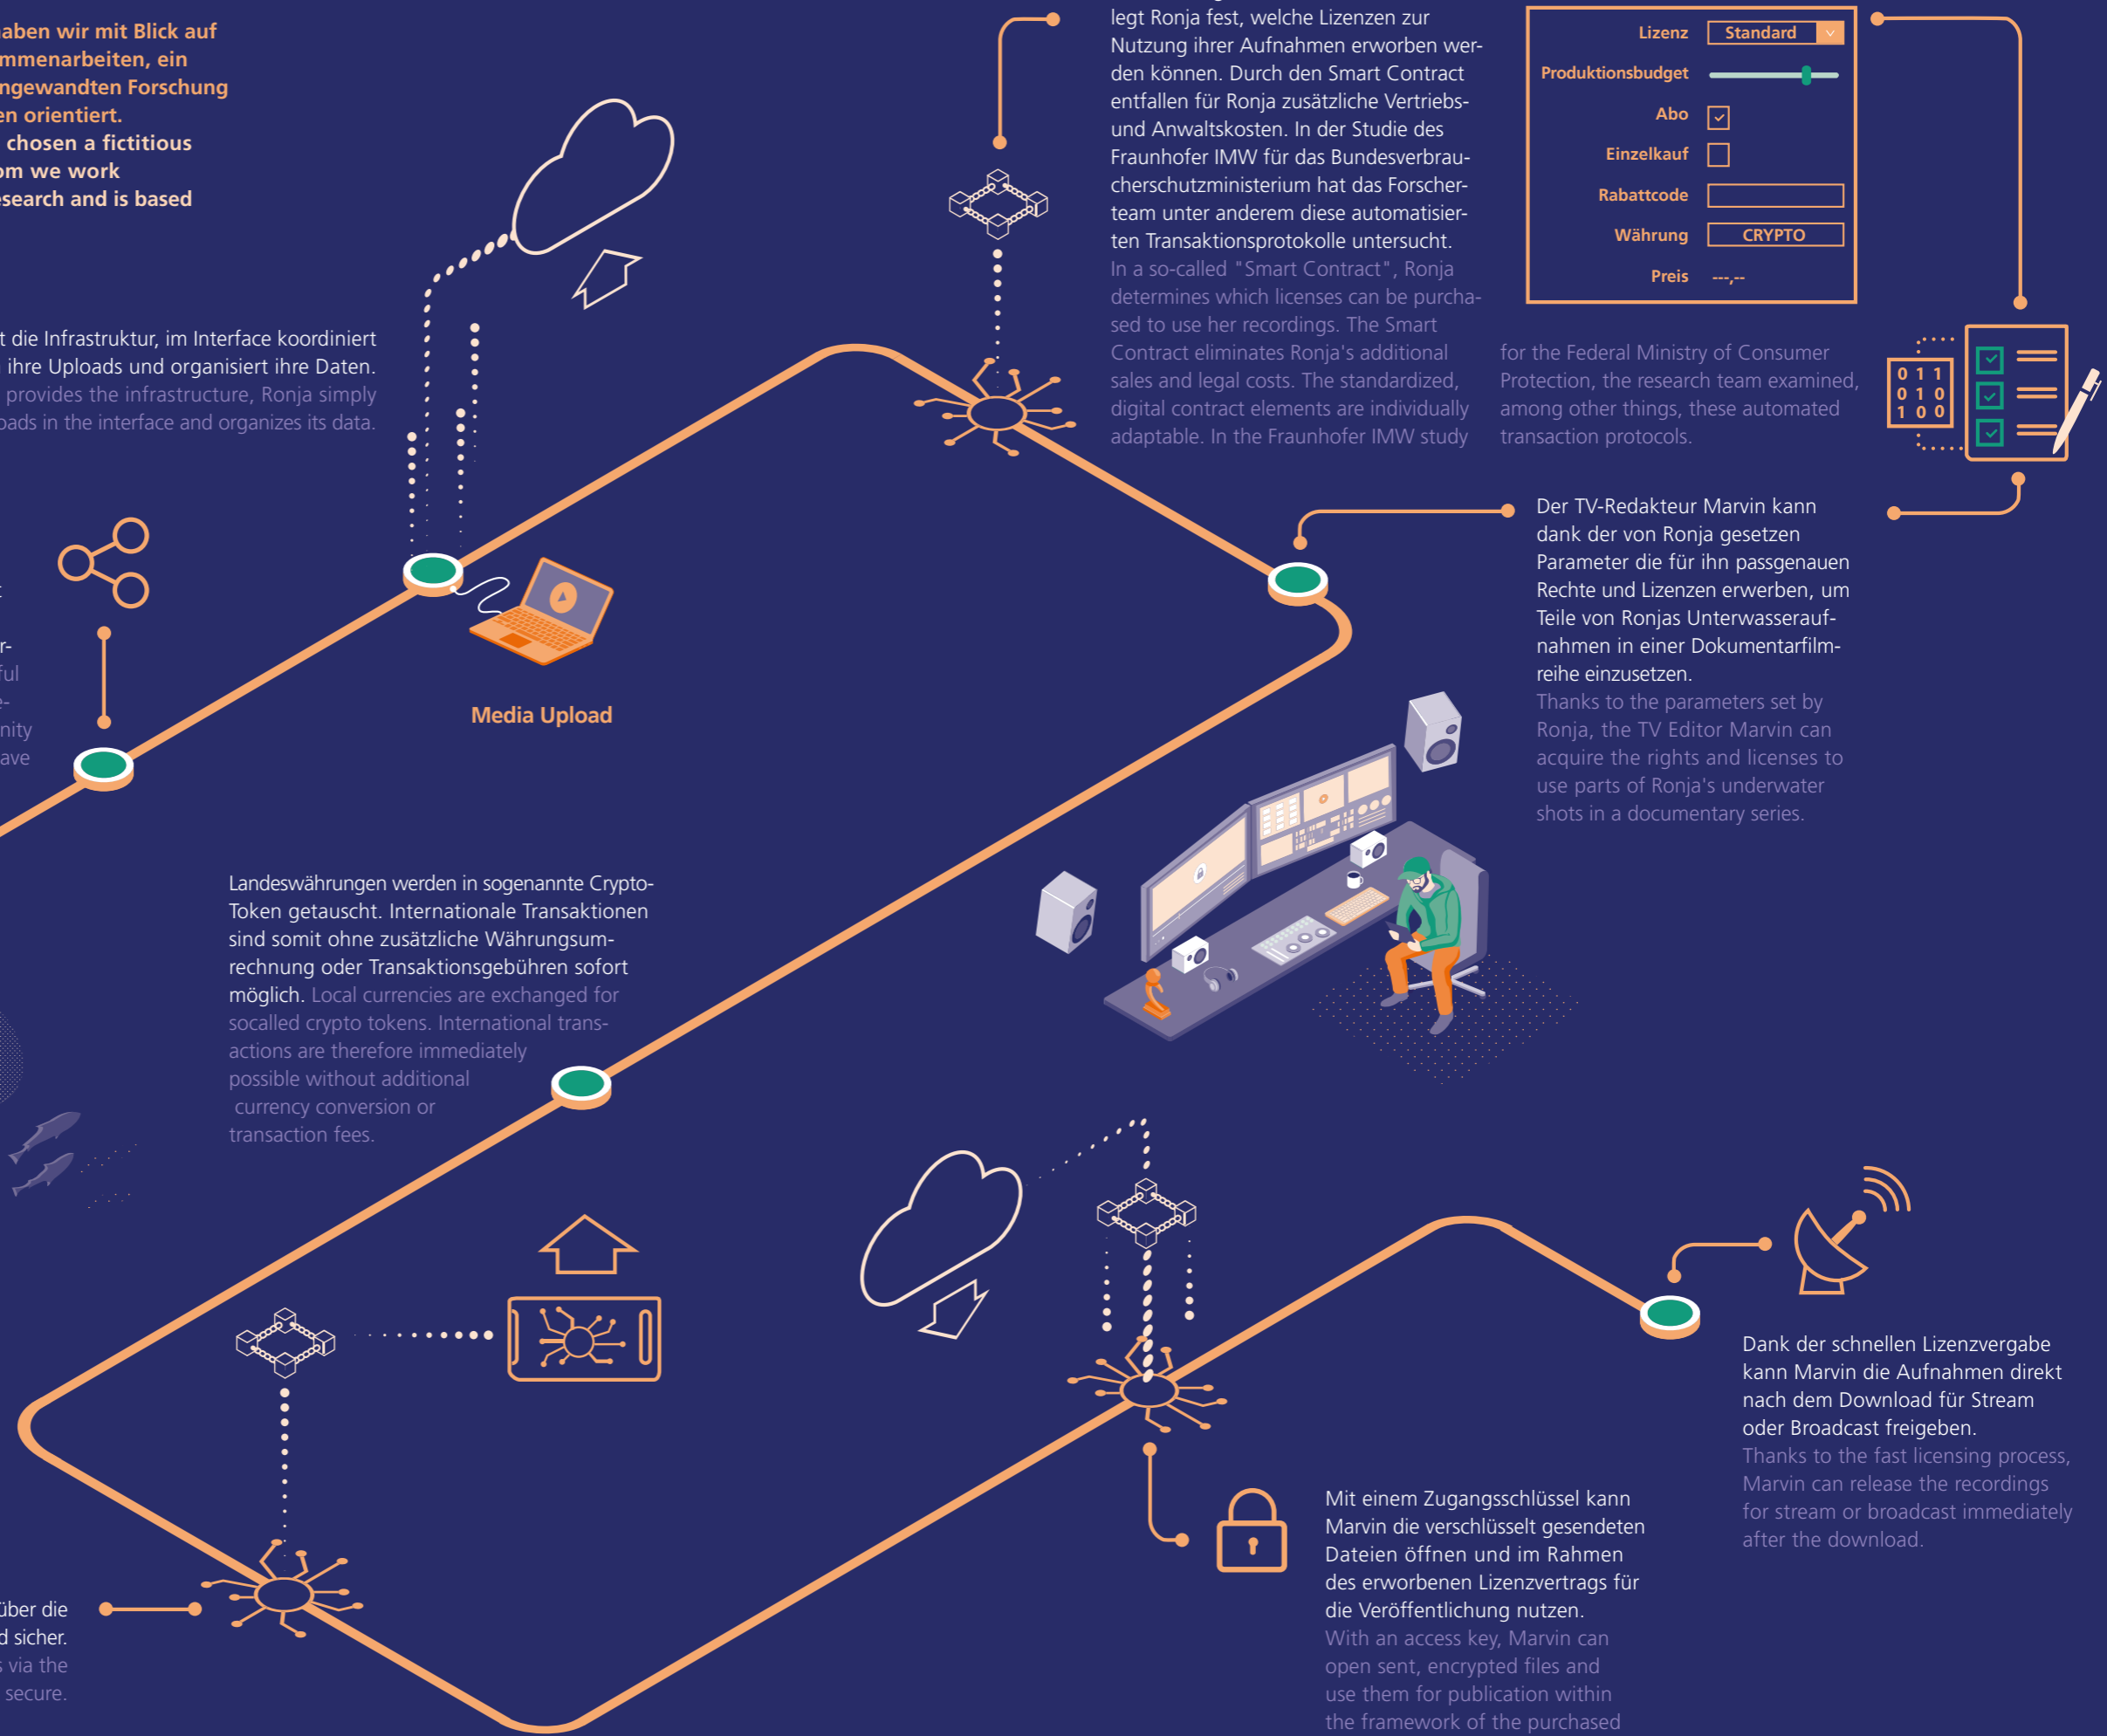 haben wir mit Blick auf
ein
angewandten Forschung
orientiert.
chosen a fictitious
we work
research and is based
die Infrastruktur, im Interface koordiniert
ihre Uploads und organisiert ihre Daten.
provides the infrastructure, Ronja simply
in the interface and organizes its data.
Media Upload
legt Ronja fest, welche Lizenzen zur
Nutzung ihrer Aufnahmen erworben wer-
den können. Durch den Smart Contract
entfallen für Ronja zusätzliche Vertriebs-
und Anwaltskosten. In der Studie des
Fraunhofer IMW für das Bundesverbrau-
cherschutzministerium hat das Forscher-
team unter anderem diese automatisier-
ten Transaktionsprotokolle untersucht.
In a so-called "Smart Contract", Ronja
determines which licenses can be purcha-
sed to use her recordings. The Smart
Contract eliminates Ronja's additional
sales and legal costs. The standardized,
digital contract elements are individually
adaptable. In the Fraunhofer IMW study
for the Federal Ministry of Consumer
Protection, the research team examined,
among other things, these automated
transaction protocols.
Lizenz Standard
Produktionsbudget
Abo
Einzelkauf
Rabattcode
Währung CRYPTO
Preis ---,--
0 1 1
0 1 0
1 0 0
Der TV-Redakteur Marvin kann
dank der von Ronja gesetzen
Parameter die für ihn passgenauen
Rechte und Lizenzen erwerben, um
Teile von Ronjas Unterwasserauf-
nahmen in einer Dokumentarfilm-
reihe einzusetzen.
Thanks to the parameters set by
Ronja, the TV Editor Marvin can
acquire the rights and licenses to
use parts of Ronja's underwater
shots in a documentary series.
Landeswährungen werden in sogenannte Crypto-
Token getauscht. Internationale Transaktionen
sind somit ohne zusätzliche Währungsum-
rechnung oder Transaktionsgebühren sofort
möglich. Local currencies are exchanged for
socalled crypto tokens. International trans-
actions are therefore immediately
possible without additional
currency conversion or
transaction fees.
über die
sicher.
via the
secure.
Mit einem Zugangsschlüssel kann
Marvin die verschlüsselt gesendeten
Dateien öffnen und im Rahmen
des erworbenen Lizenzvertrags für
die Veröffentlichung nutzen.
With an access key, Marvin can
open sent, encrypted files and
use them for publication within
the framework of the purchased
Dank der schnellen Lizenzvergabe
kann Marvin die Aufnahmen direkt
nach dem Download für Stream
oder Broadcast freigeben.
Thanks to the fast licensing process,
Marvin can release the recordings
for stream or broadcast immediately
after the download.